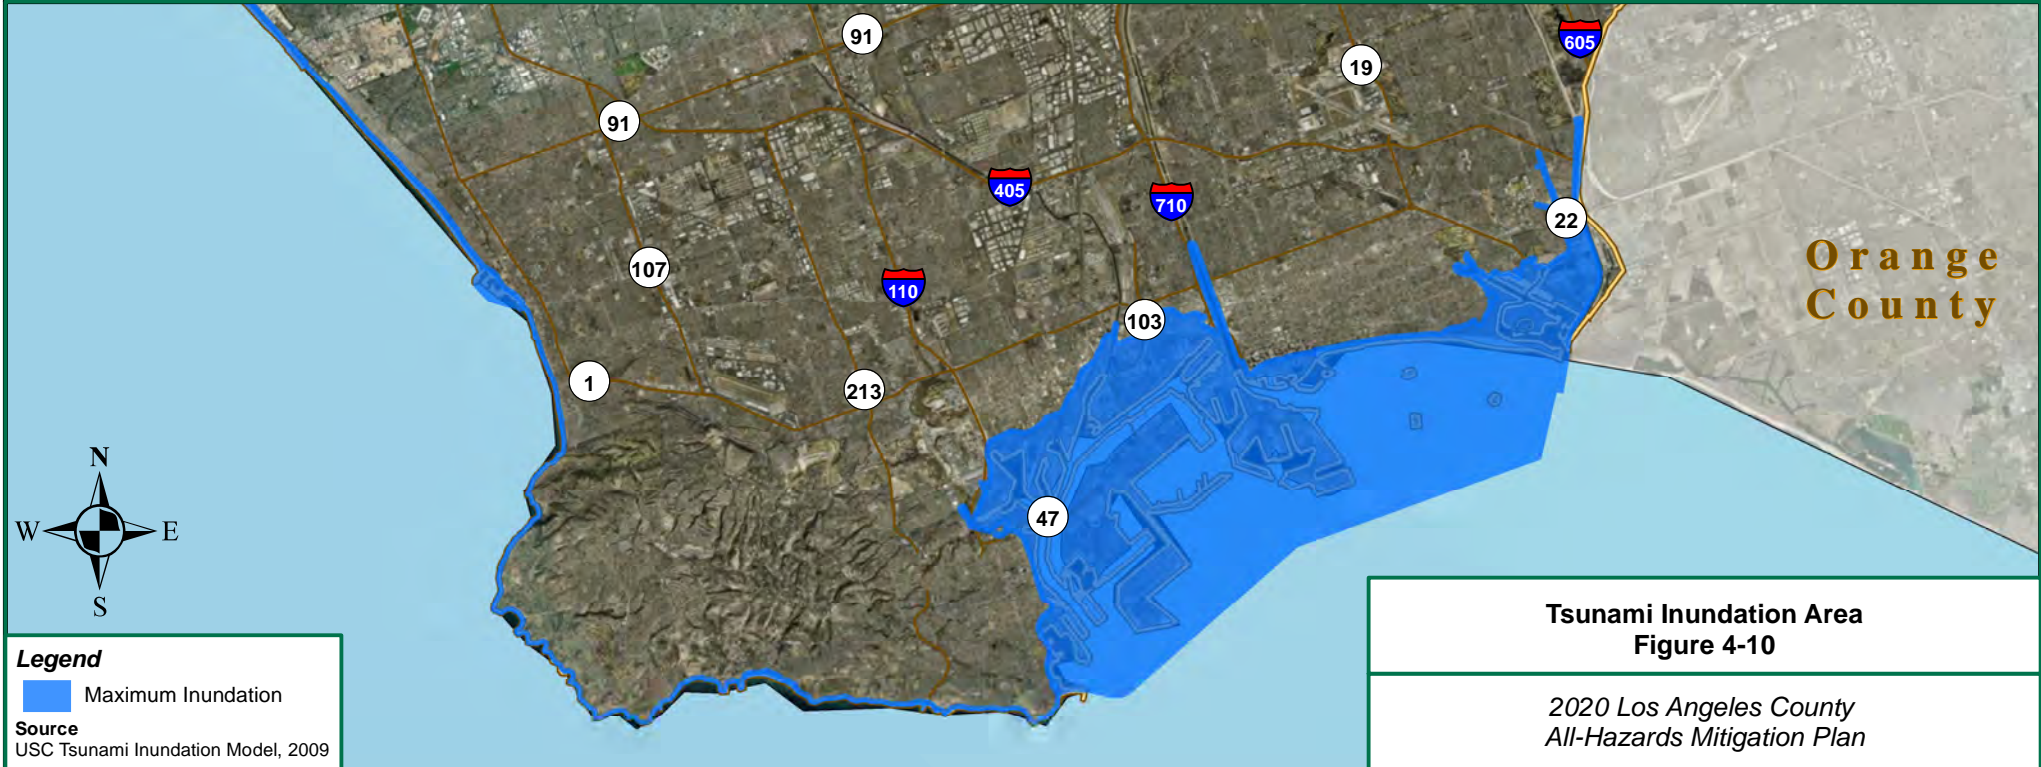 91
605
19
91
405
710
22
Orange
County
107
110
103
1
213
N
W
E
S
47
Tsunami Inundation Area
Figure 4-10
2020 Los Angeles County
All-Hazards Mitigation Plan
Legend
Maximum Inundation
Source
USC Tsunami Inundation Model, 2009